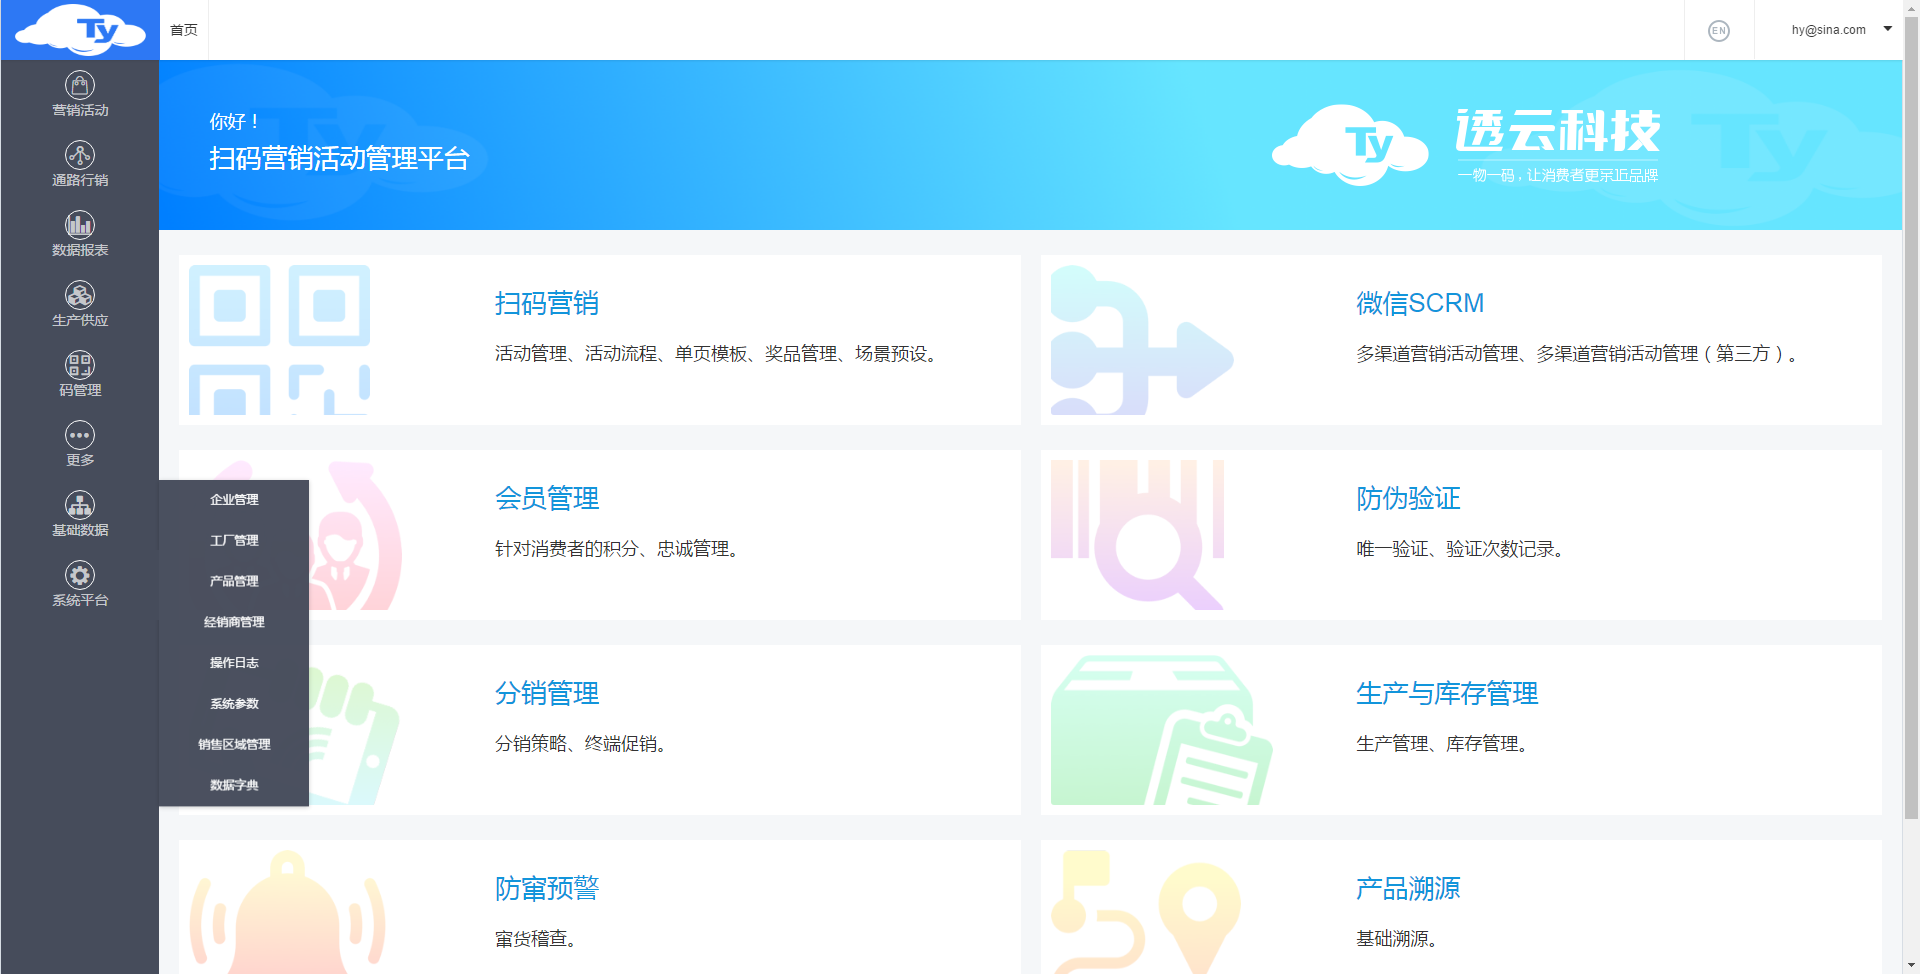 Ty
首页
EN
hy@sina.com
营销活动
通路行销
数据报表
生产供应
码管理
更多
基础数据
系统平台
你好！
扫码营销活动管理平台
Ty
透云科技
一物一码，让消费者更亲近品牌
扫码营销
活动管理、活动流程、单页模板、奖品管理、场景预设。
微信SCRM
多渠道营销活动管理、多渠道营销活动管理（第三方）。
企业管理
工厂管理
产品管理
经销商管理
操作日志
系统参数
销售区域管理
数据字典
会员管理
针对消费者的积分、忠诚管理。
防伪验证
唯一验证、验证次数记录。
分销管理
分销策略、终端促销。
生产与库存管理
生产管理、库存管理。
防窜预警
窜货稽查。
产品溯源
基础溯源。